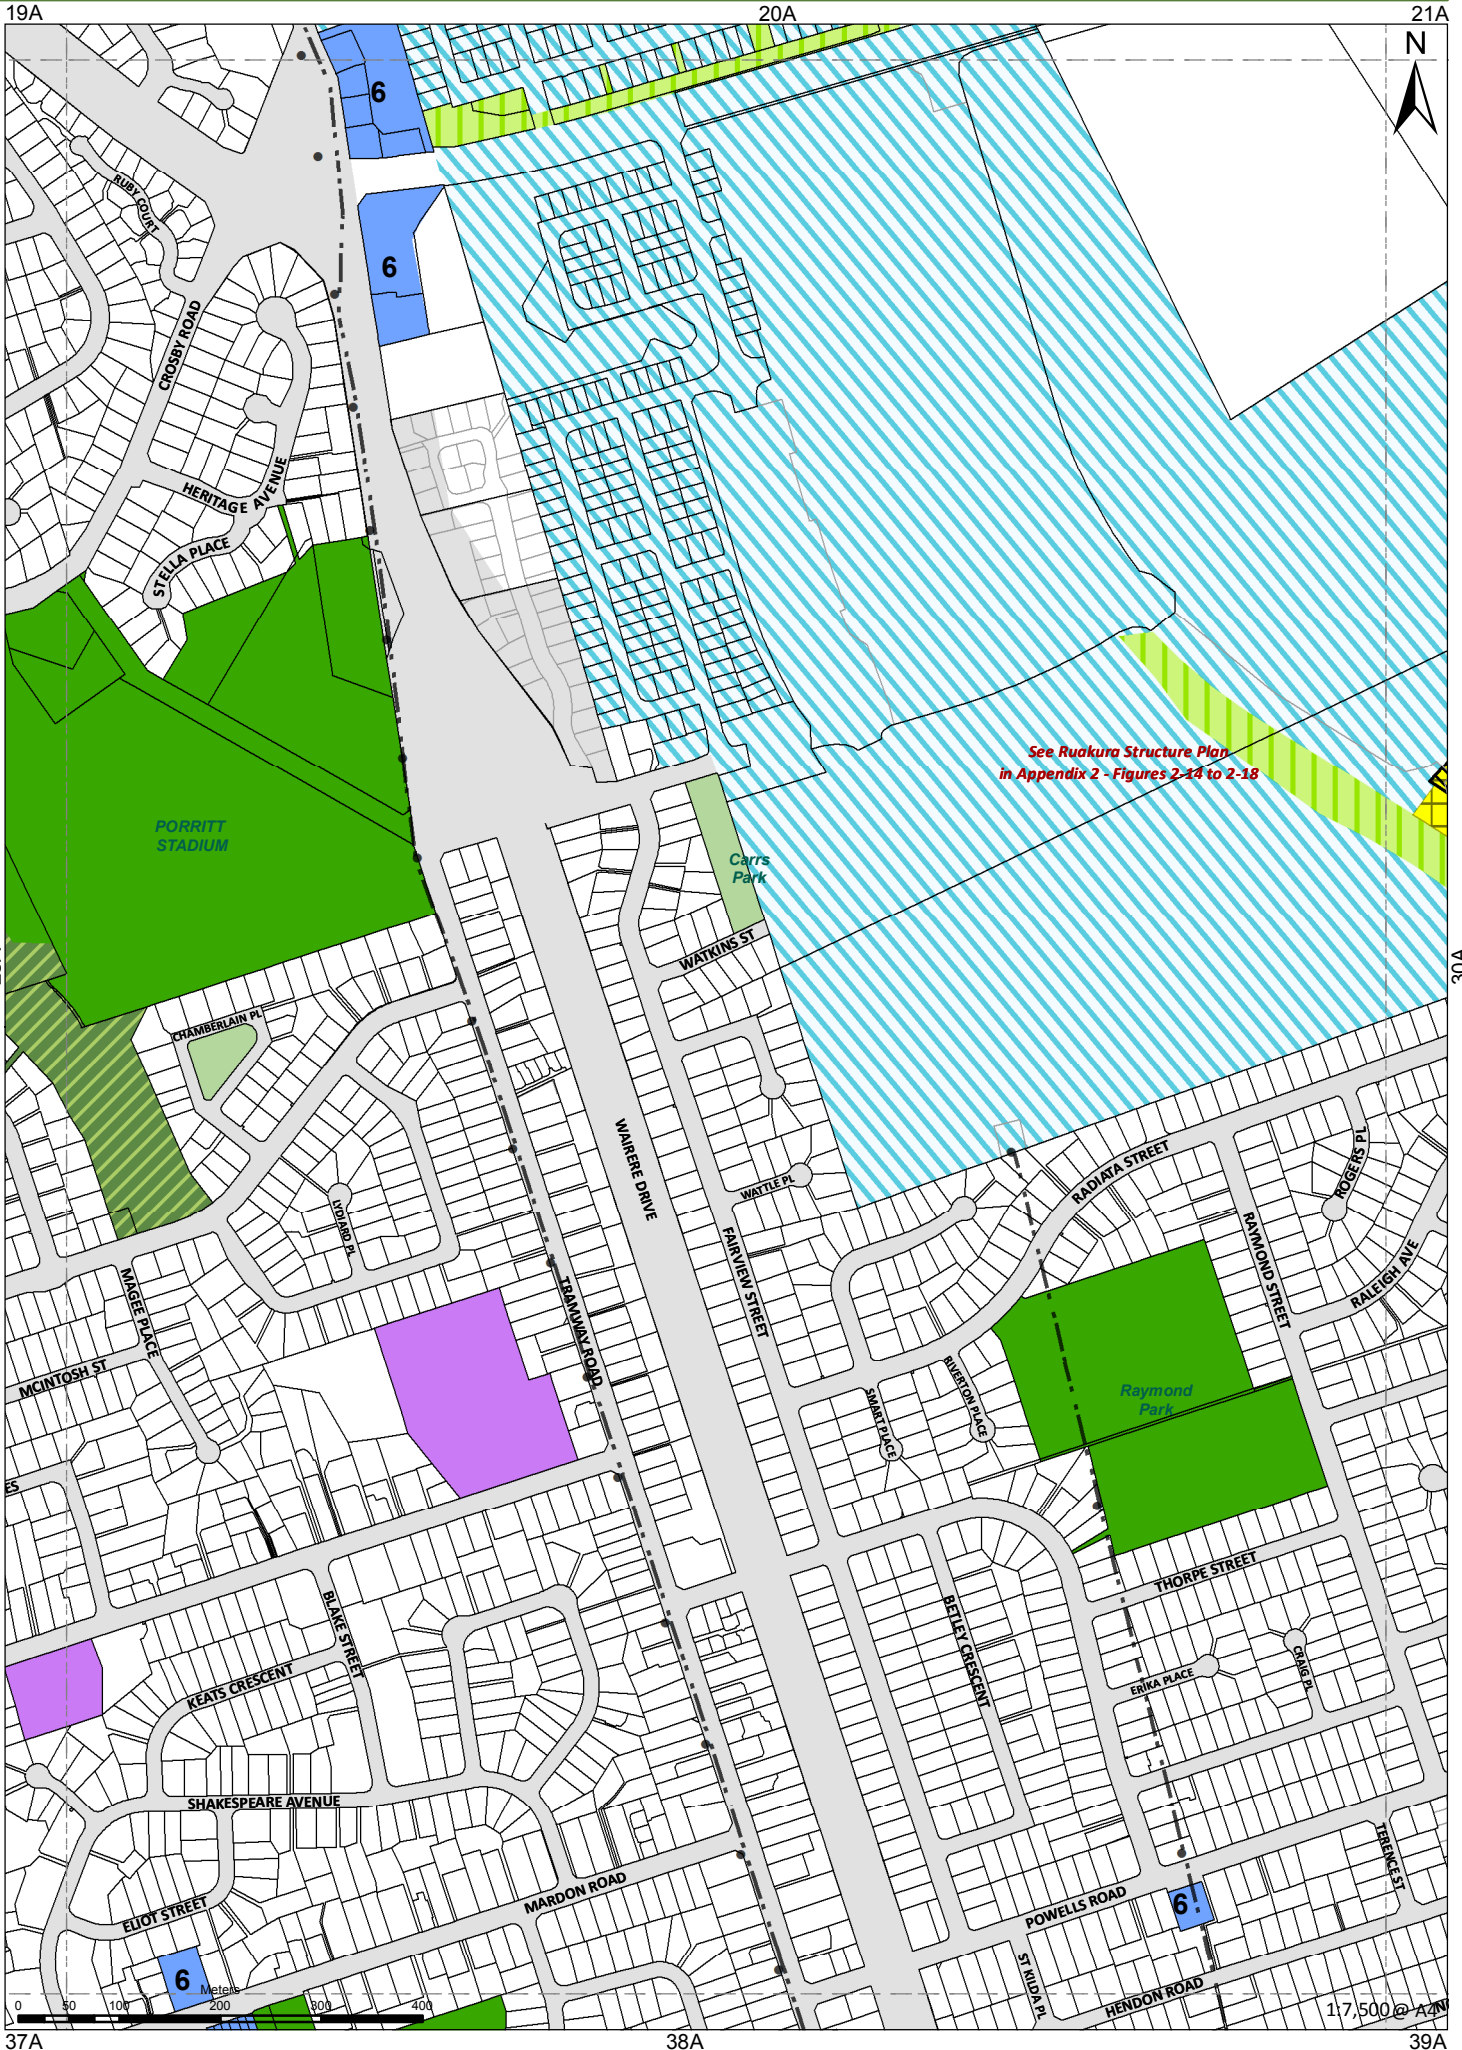 19A
20A
21A
N
6
RUBY COURT
6
CROSBY ROAD
HERITAGE AVENUE
STELLA PLACE
See Ruakura Structure Plan
in Appendix 2 - Figures 2-14 to 2-18
PORRITT
STADIUM
Carrs
Park
WATKINS ST
30A
CHAMBERLAIN PL
WAIRERE DRIVE
RADIATA STREET
ROGERS PL
WATTLE PL
LYDIARD PL
FAIRVIEW STREET
RAYMOND STREET
RALEIGH AVE
MAGEE PLACE
TRAMWAY ROAD
MCINTOSH ST
RIVERTON PLACE
SMART PLACE
Raymond
Park
ES
THORPE STREET
BLAKE STREET
BETLEY CRESCENT
CRAIG PL
KEATS CRESCENT
ERIKA PLACE
SHAKESPEARE AVENUE
TERENCE ST
MARDON ROAD
POWELLS ROAD
6
ELIOT STREET
6
ST KILDA PL
HENDON ROAD
Meters
0 50 100 200 300 400
1:7,500 @ A4
37A
38A
39A